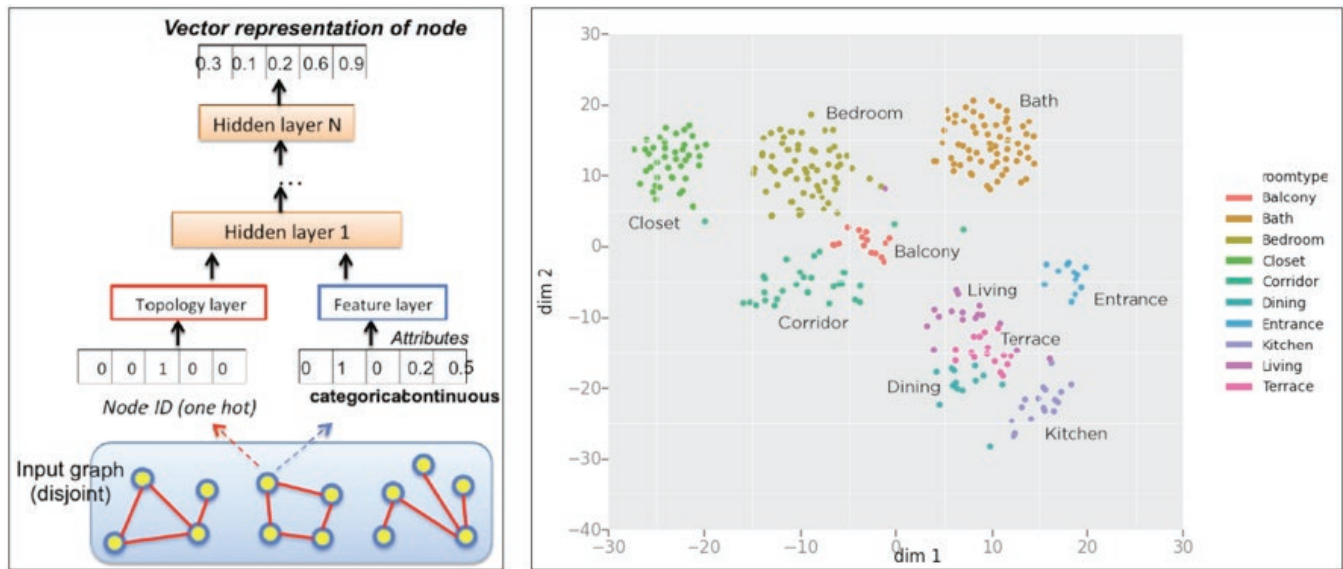 Vector representation of node
0.3 0.1 0.2 0.6 0.9
Hidden layer N
...
Hidden layer 1
Topology layer
Feature layer
Attributes
0 0 1 0 0
0 1 0 0.2 0.5
categorical continuous
Node ID (one hot)
Input graph
(disjoint)
30
20
10
0
−10
−20
−30
−40
dim 2
−30 −20 −10 0 10 20 30
dim 1
Bath
Bedroom
Closet
Balcony
Corridor
Living
Entrance
Terrace
Dining
Kitchen
roomtype
Balcony
Bath
Bedroom
Closet
Corridor
Dining
Entrance
Kitchen
Living
Terrace